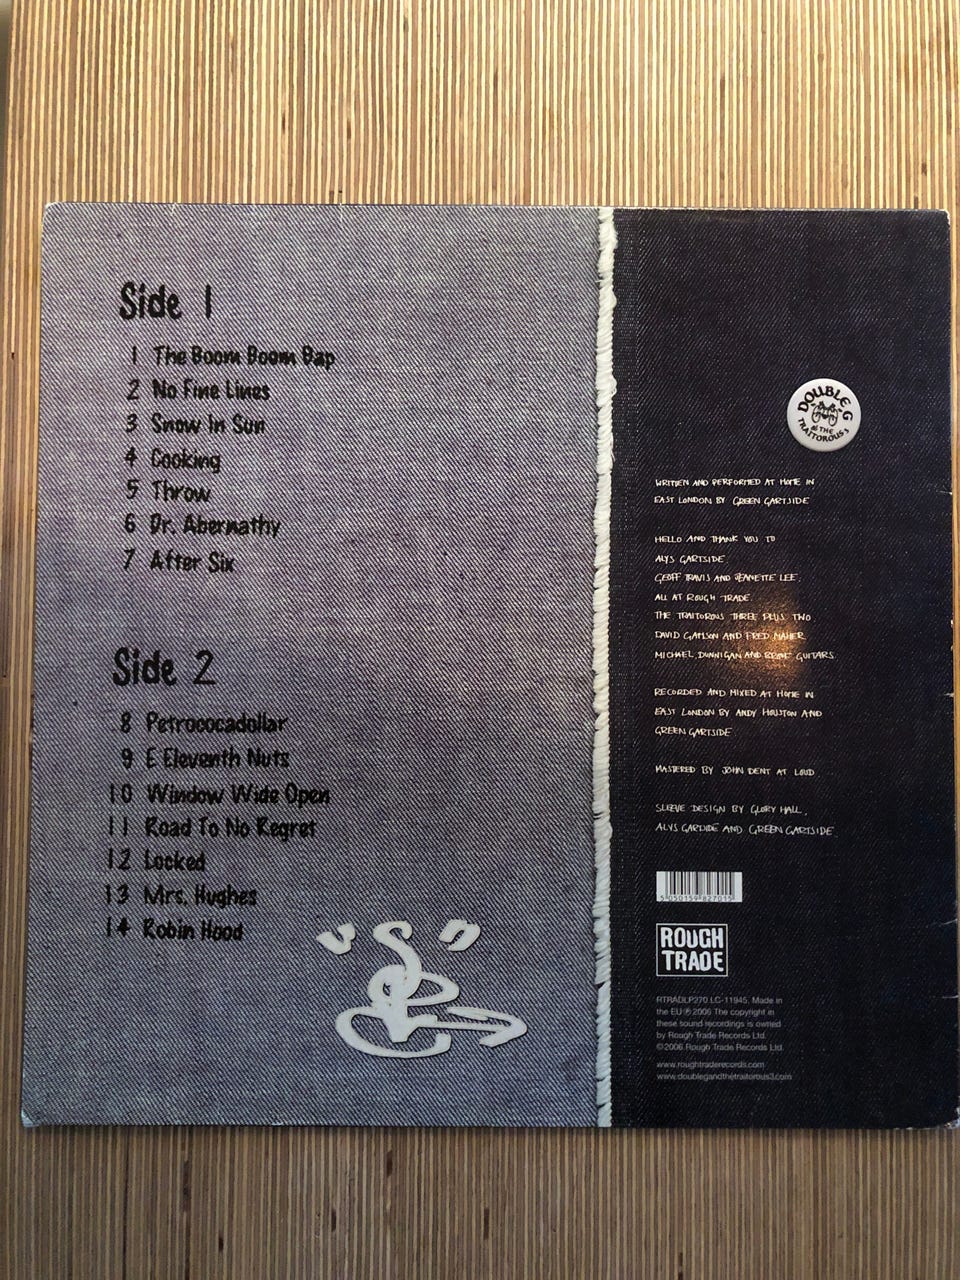 Side 1
1 The Boom Boom Bap
2 No Fine Lines
3 Snow In Sun
4 Cooking
5 Throw
6 Dr. Abernathy
7 After Six
Side 2
8 Petrococadollar
9 E Eleventh Nuts
10 Window Wide Open
11 Road To No Regret
12 Locked
13 Mrs. Hughes
14 Robin Hood
DOUBLE G
& THE
TRAITOROUS 3
WRITTEN AND PERFORMED AT HOME IN
EAST LONDON BY GREEN GARTSIDE
HELLO AND THANK YOU TO
ALYS GARTSIDE
GEOFF TRAVIS AND JEANETTE LEE.
ALL AT ROUGH TRADE.
THE TRAITOROUS THREE PLUS TWO
DAVID GAMSON AND FRED MAHER
MICHAEL DUNNIGAN AND GUITARS.
RECORDED AND MIXED AT HOME IN
EAST LONDON BY ANDY HOUSTON AND
GREEN GARTSIDE
MASTERED BY JOHN DENT AT LOUD
SLEEVE DESIGN BY GLORY HALL,
ALYS GARTSIDE AND GREEN GARTSIDE
5 050159 827015
ROUGH
TRADE
RTRADLP270 LC-11945. Made in
the EU ℗ 2006 The copyright in
these sound recordings is owned
by Rough Trade Records Ltd.
©2006 Rough Trade Records Ltd.
www.roughtraderecords.com
www.doublegandthetraitorous3.com